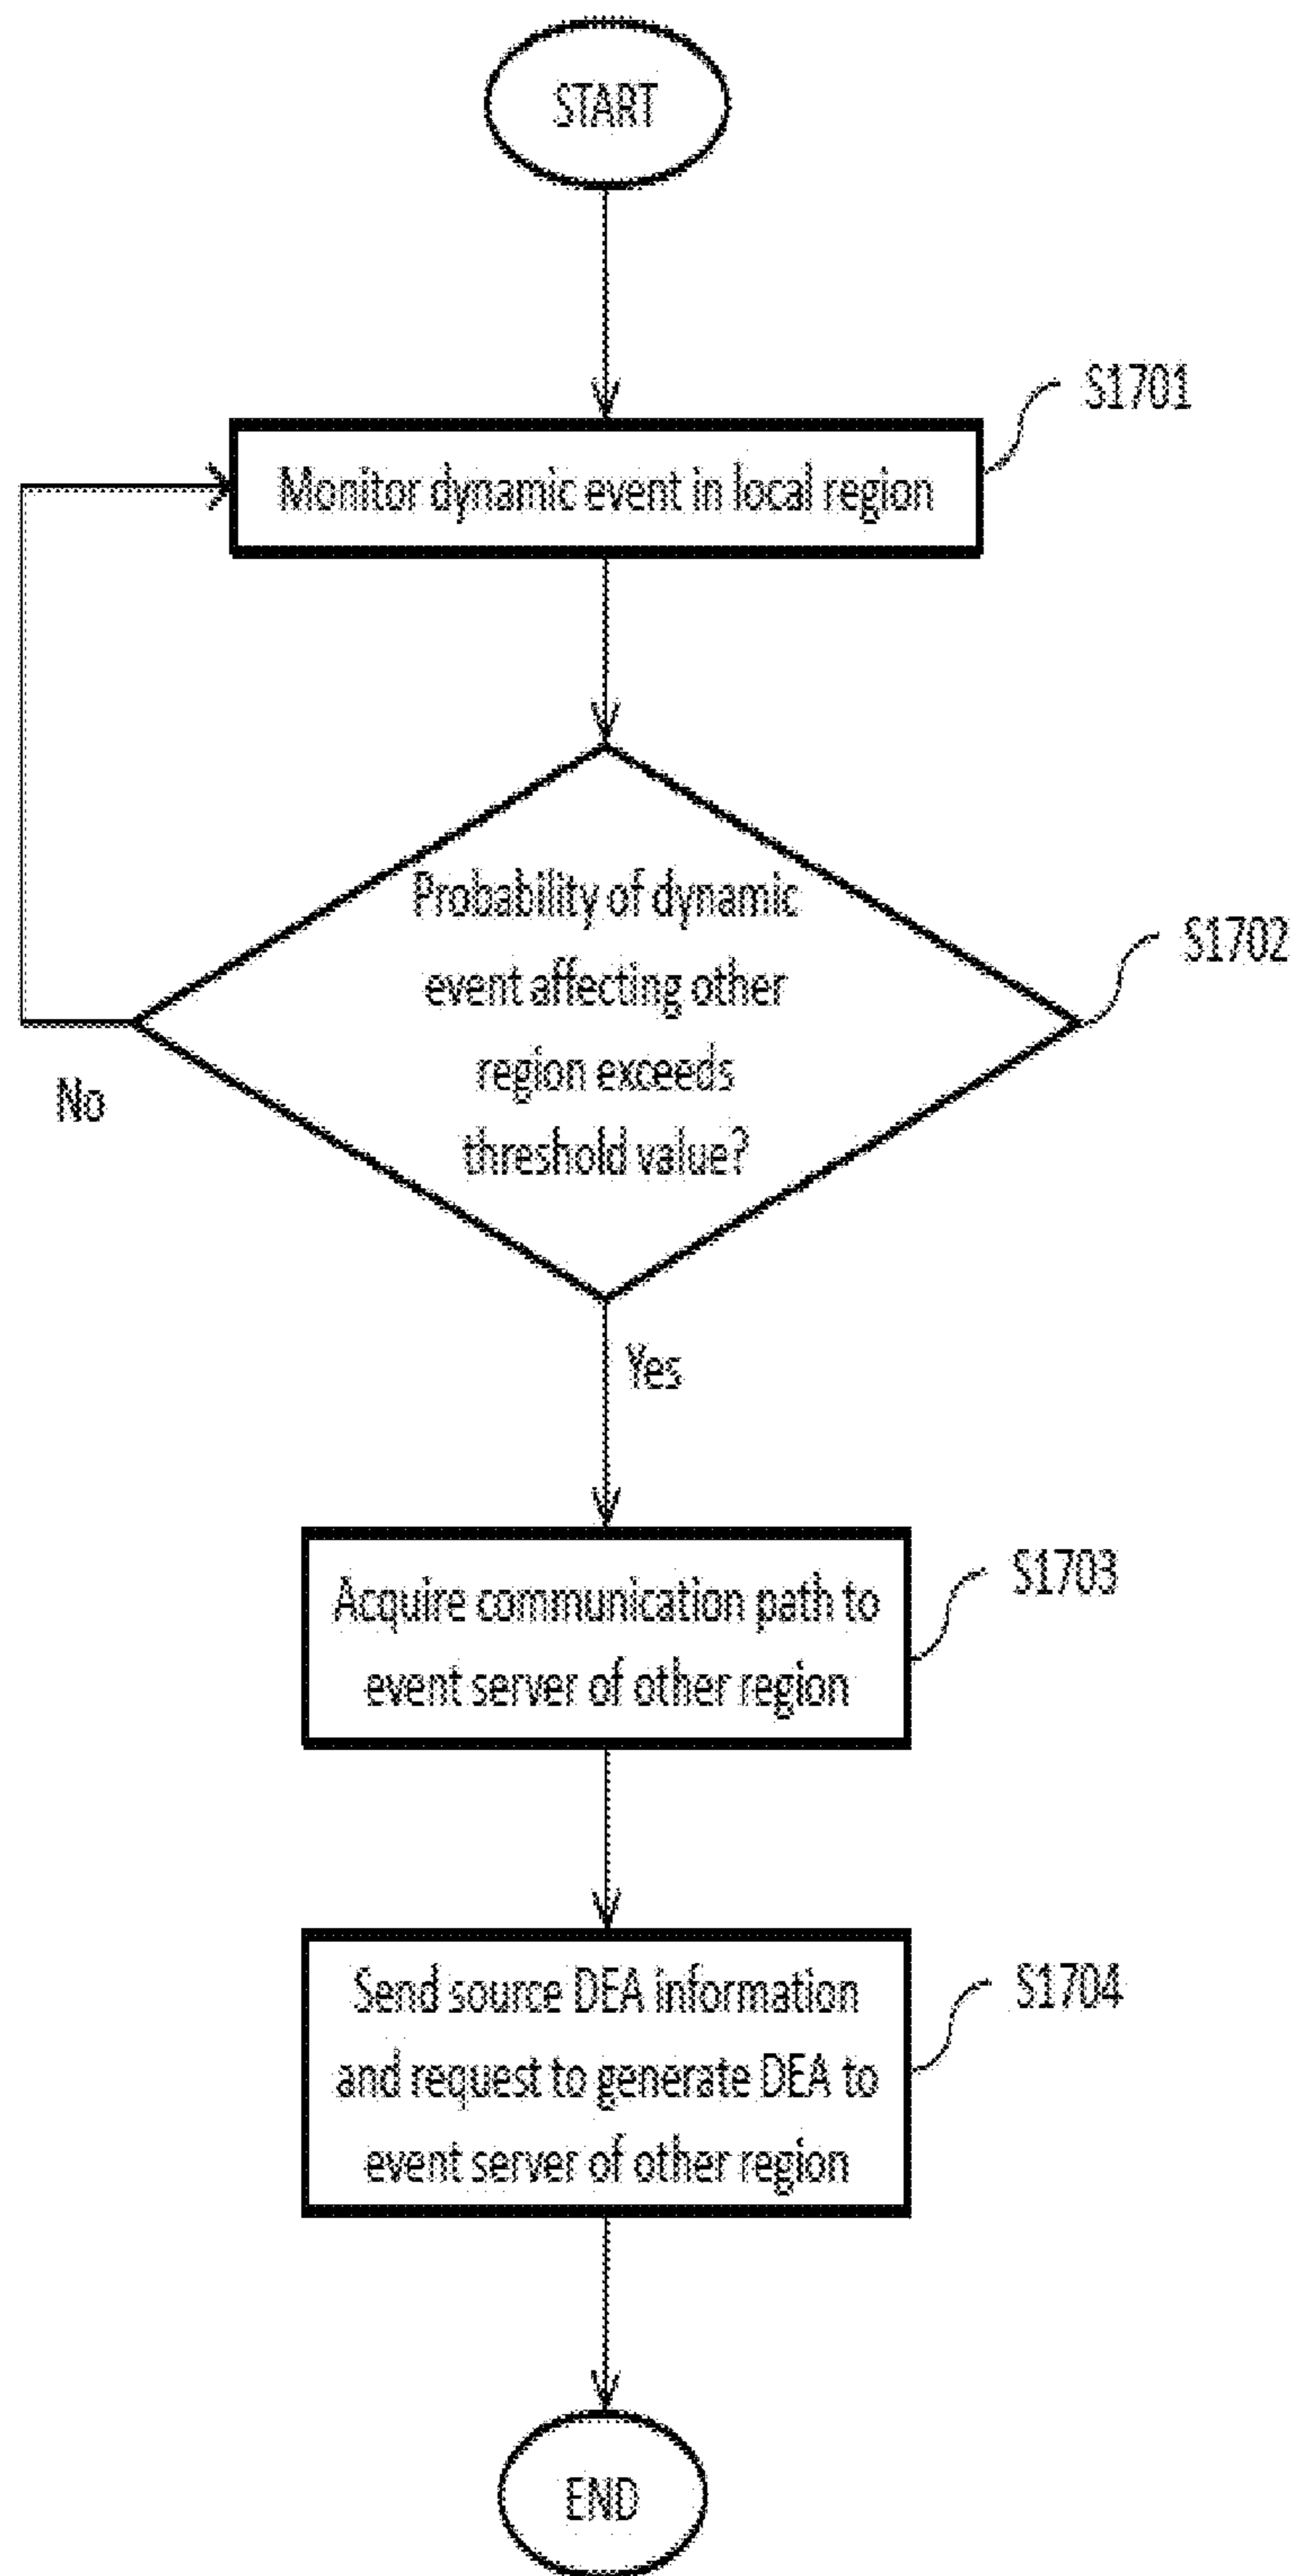 START
S1701
Monitor dynamic event in local region
Probability of dynamic
event affecting other
region exceeds
threshold value?
S1702
No
Yes
Acquire communication path to
event server of other region
S1703
Send source DEA information
and request to generate DEA to
event server of other region
S1704
END